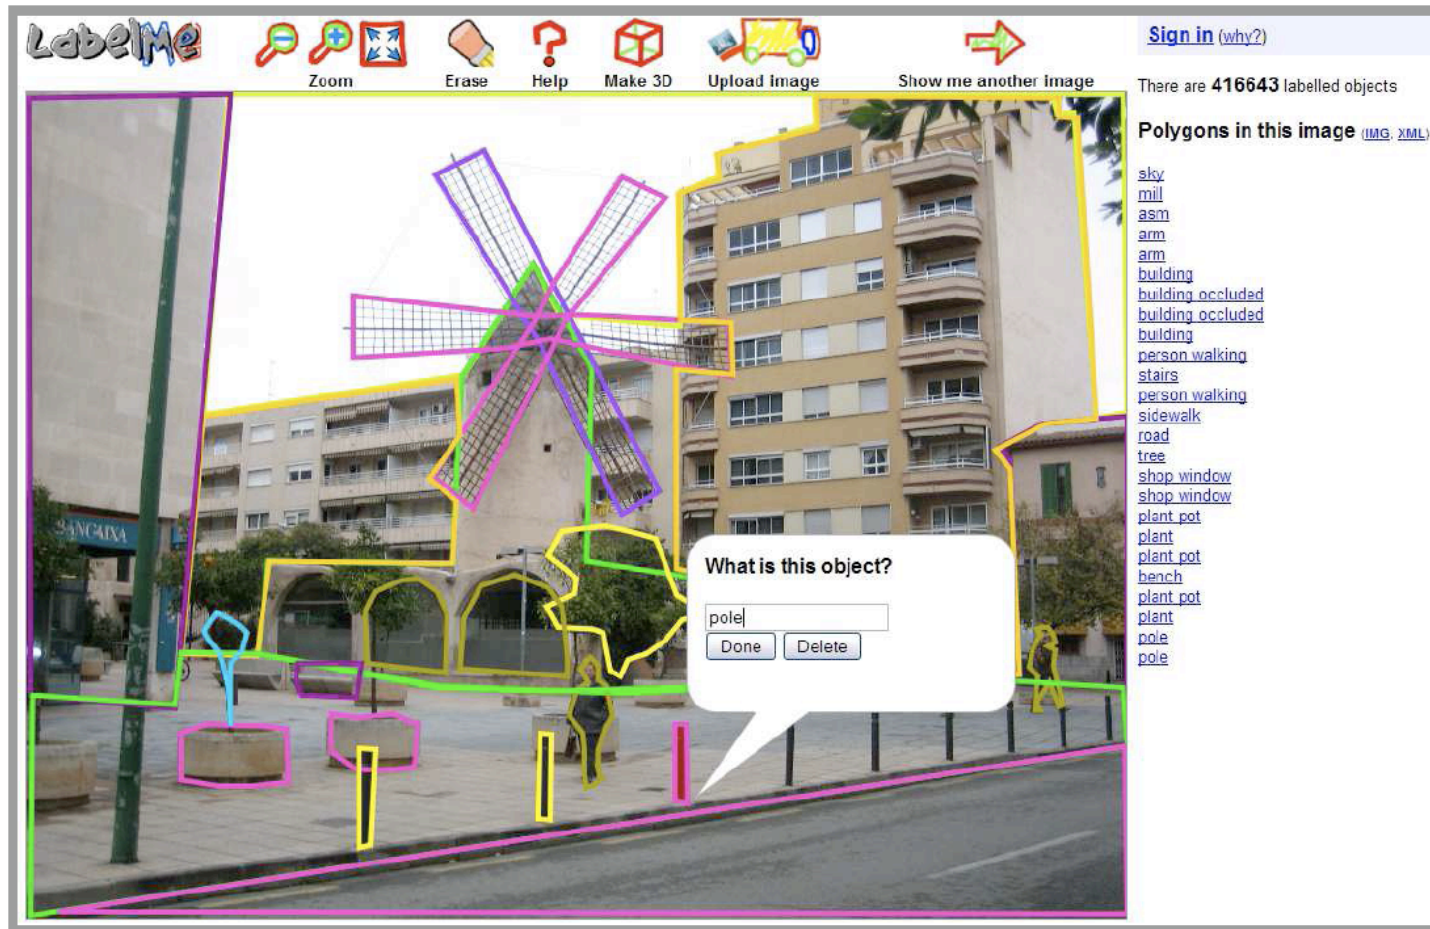 LabelMe
Zoom
Erase
Help
Make 3D
Upload image
Show me another image
Sign in (why?)
There are 416643 labelled objects
Polygons in this image (IMG, XML)
sky
mill
asm
arm
arm
building
building occluded
building occluded
building
person walking
stairs
person walking
sidewalk
road
tree
shop window
shop window
plant pot
plant
plant pot
bench
plant pot
plant
pole
pole
BANCAIXA
What is this object?
pole
Done Delete